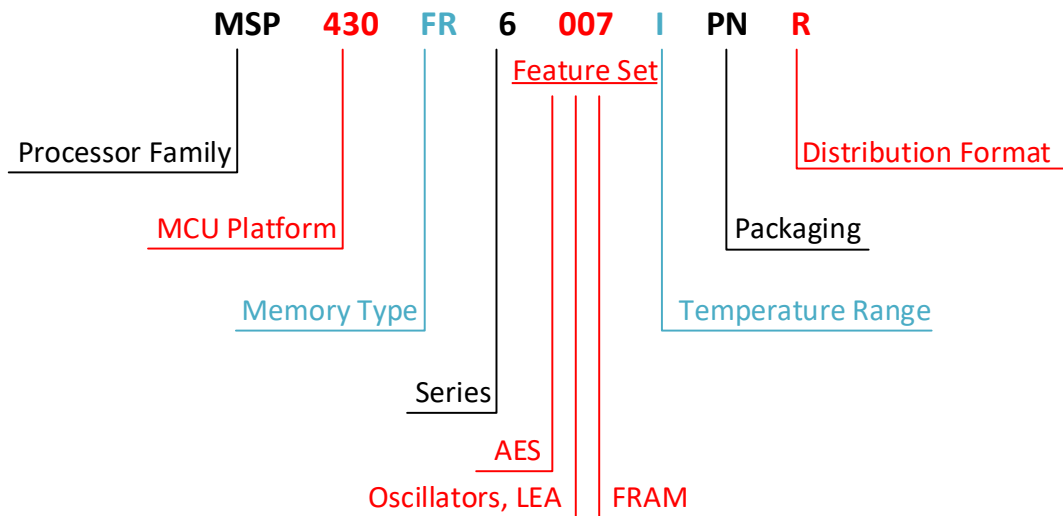 MSP 430 FR 6 007 I PN R
Feature Set
Processor Family
Distribution Format
MCU Platform
Packaging
Memory Type
Temperature Range
Series
AES
Oscillators, LEA
FRAM